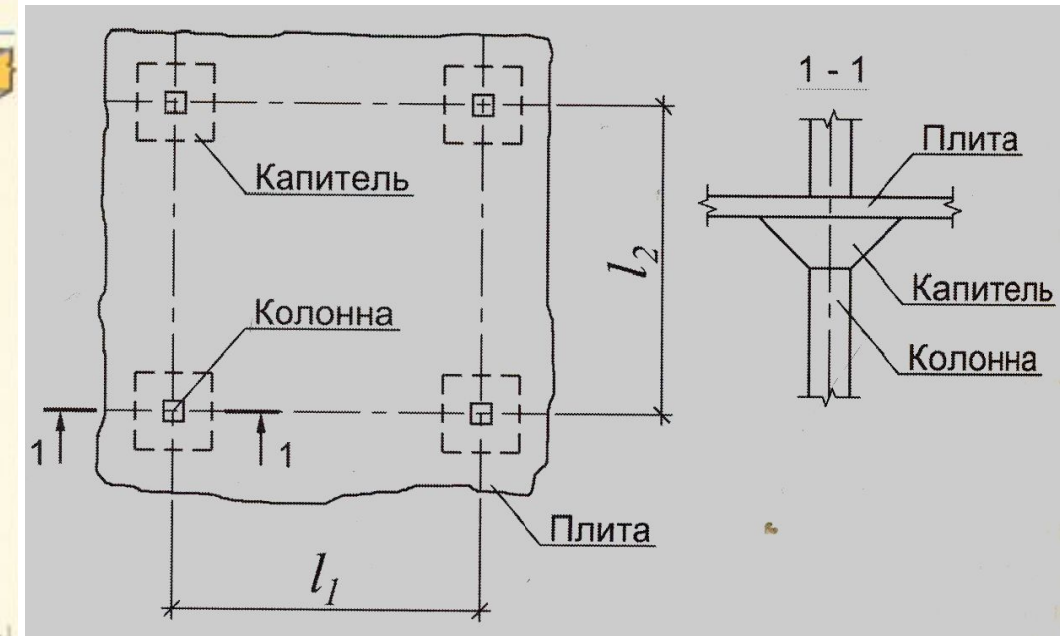 Капитель
Колонна
l2
1
1
Плита
l1
1 - 1
Плита
Капитель
Колонна